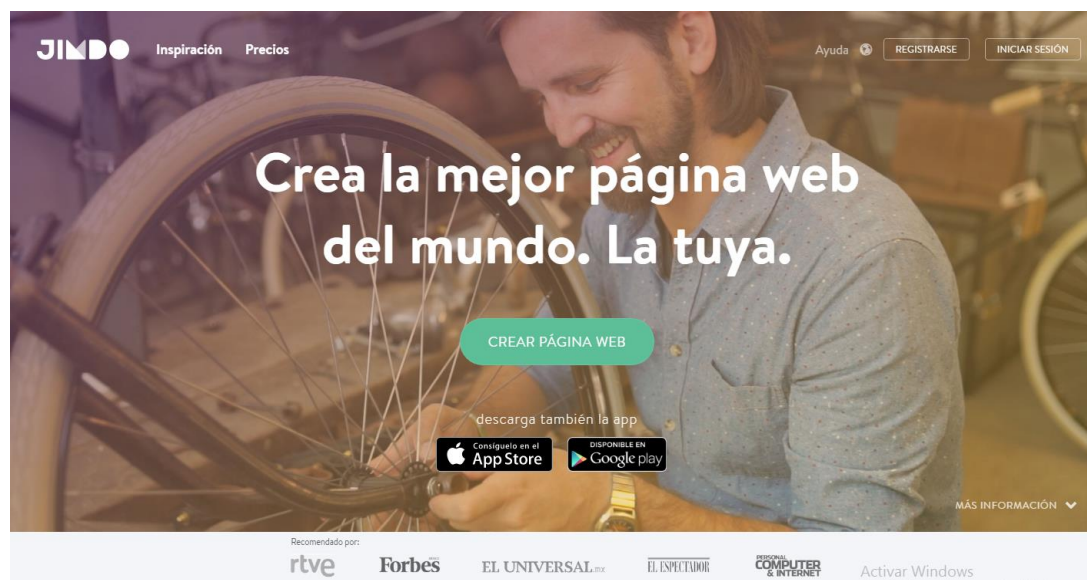 JIMDO
Inspiración Precios
Ayuda REGISTRARSE INICIAR SESIÓN
Crea la mejor página web
del mundo. La tuya.
CREAR PÁGINA WEB
descarga también la app
Consíguelo en el
App Store
DISPONIBLE EN
Google play
MÁS INFORMACIÓN
Recomendado por:
rtve
Forbes
EL UNIVERSAL
EL ESPECTADOR
PERSONAL
COMPUTER
& INTERNET
Activar Windows